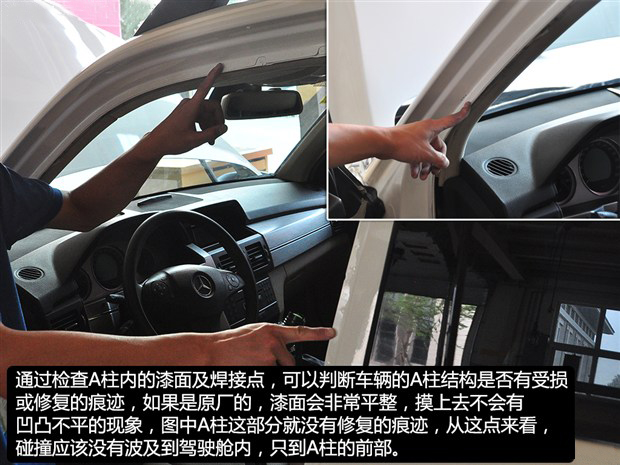 通过检查A柱内的漆面及焊接点，可以判断车辆的A柱结构是否有受损
或修复的痕迹，如果是原厂的，漆面会非常平整，摸上去不会有
凹凸不平的现象，图中A柱这部分就没有修复的痕迹，从这点来看，
碰撞应该没有波及到驾驶舱内，只到A柱的前部。